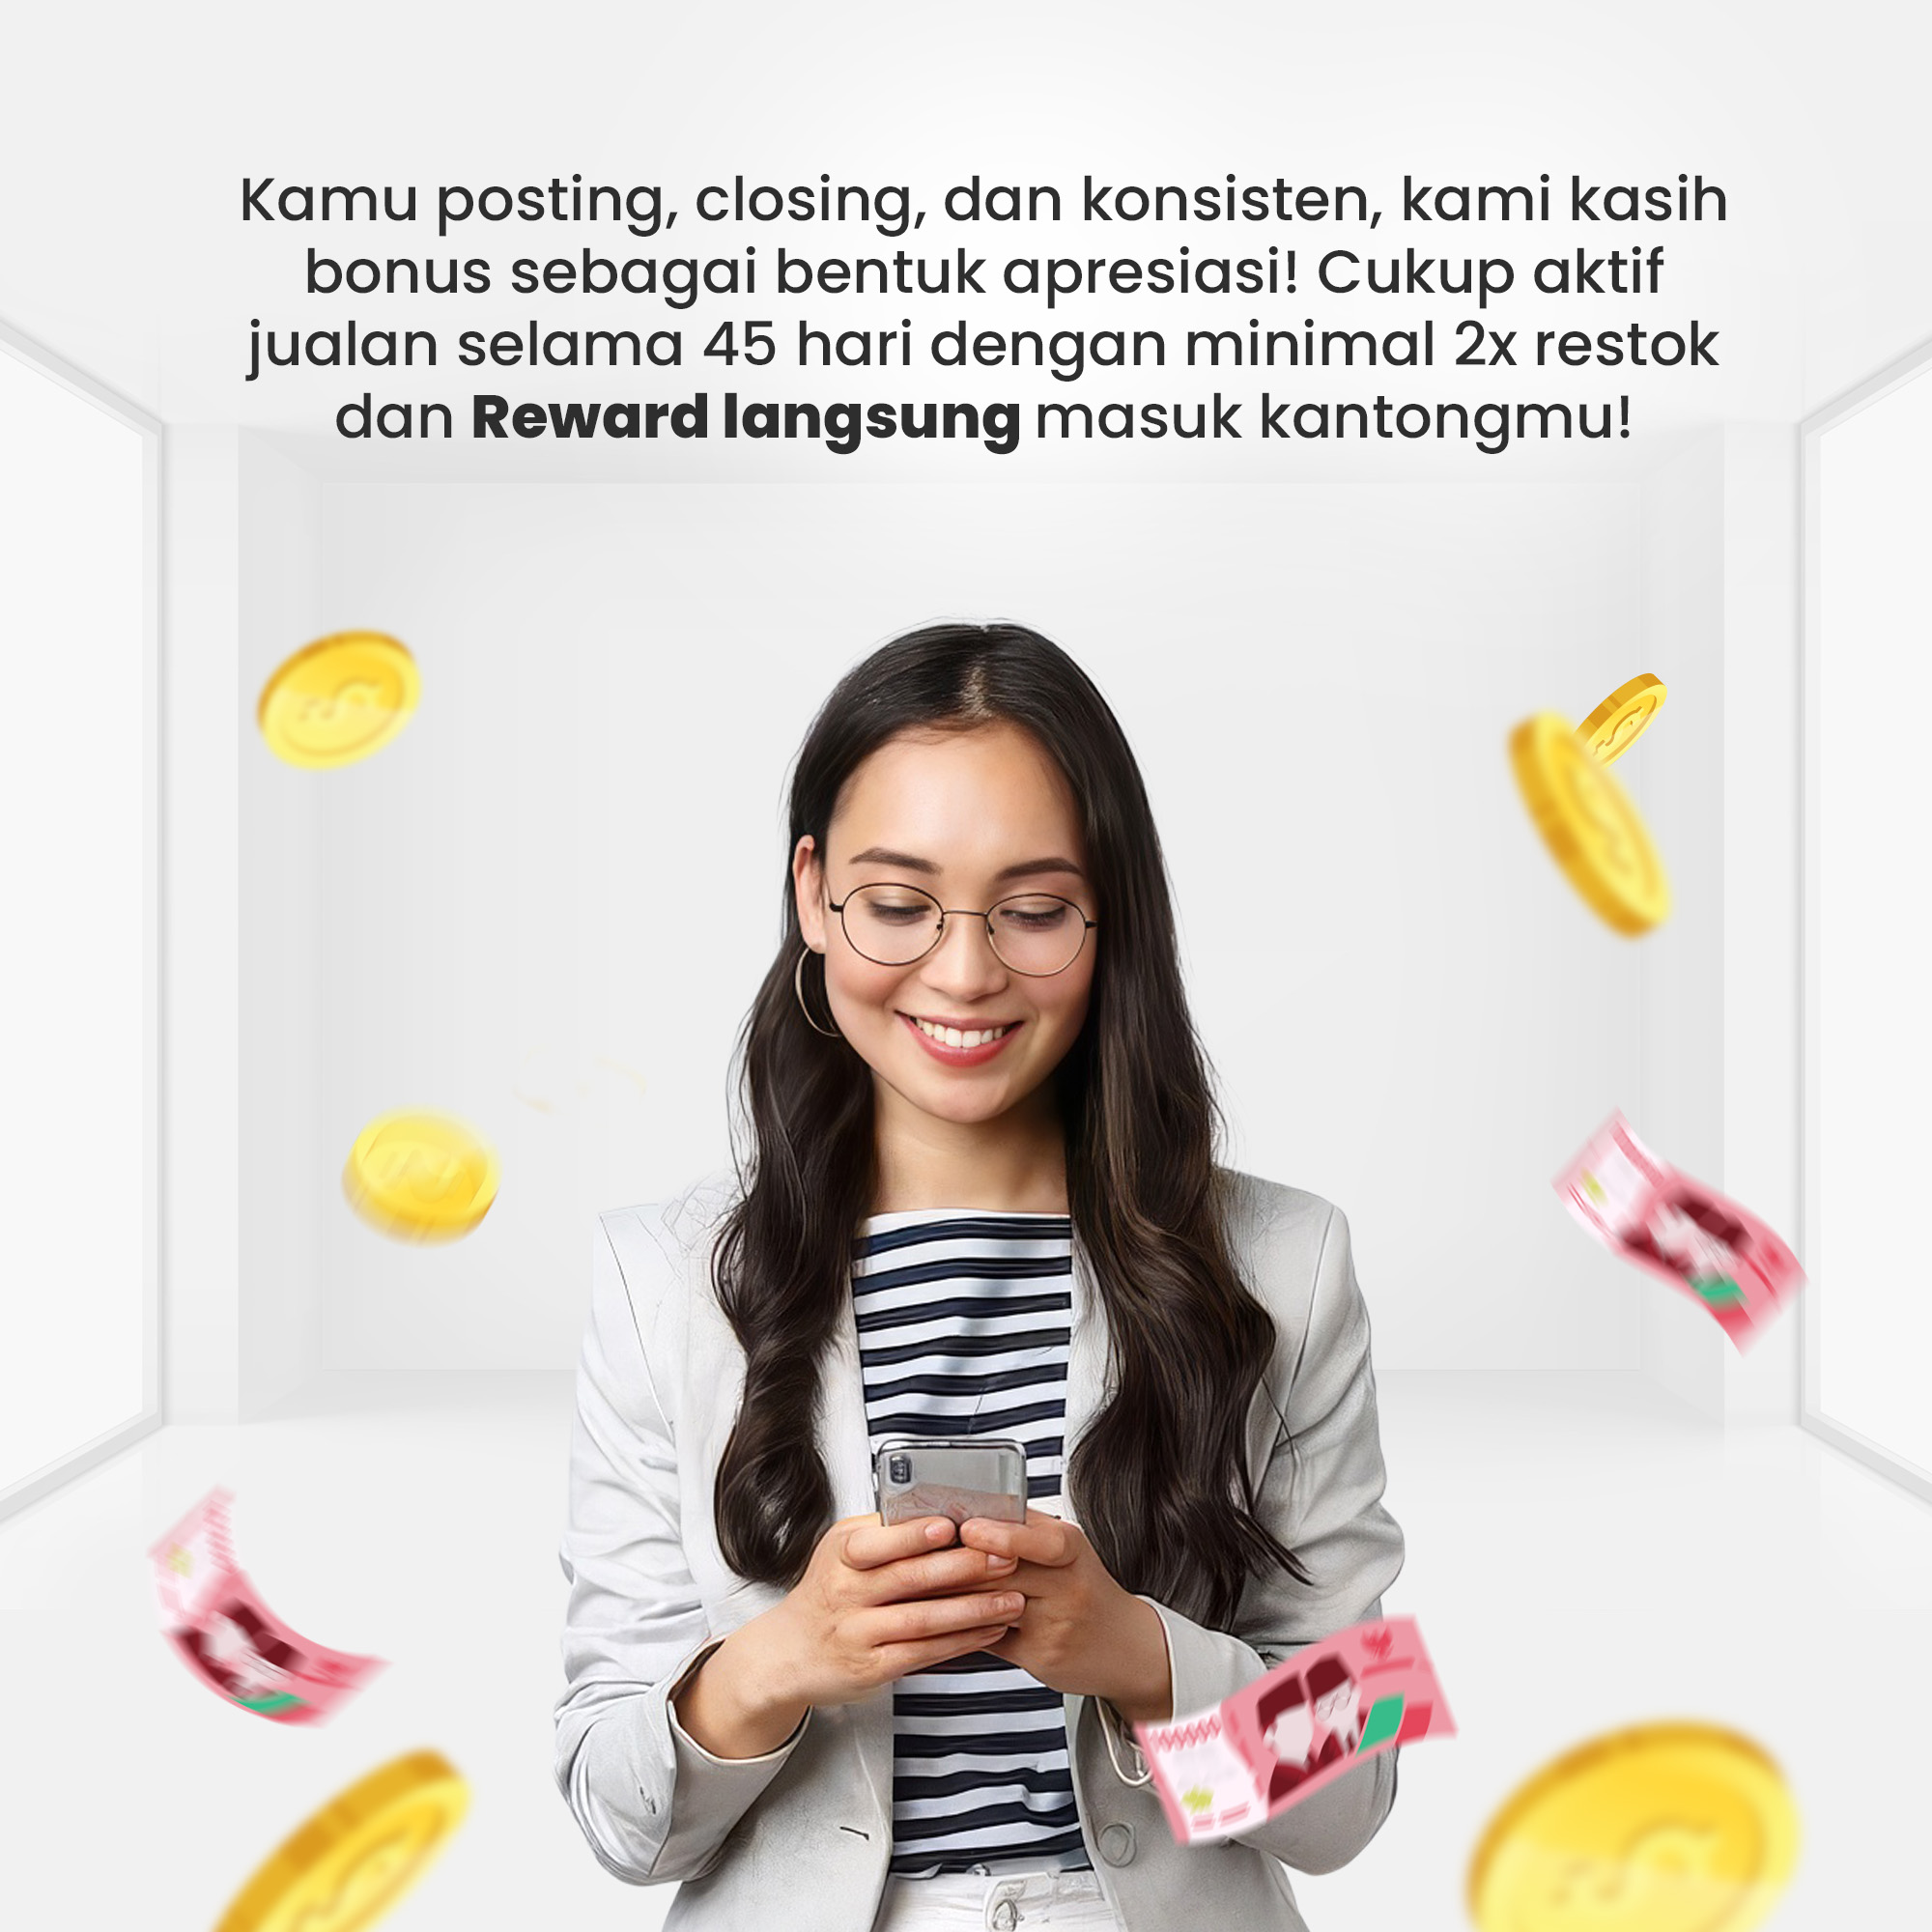 Kamu posting, closing, dan konsisten, kami kasih
bonus sebagai bentuk apresiasi! Cukup aktif
jualan selama 45 hari dengan minimal 2x restok
dan Reward langsung masuk kantongmu!